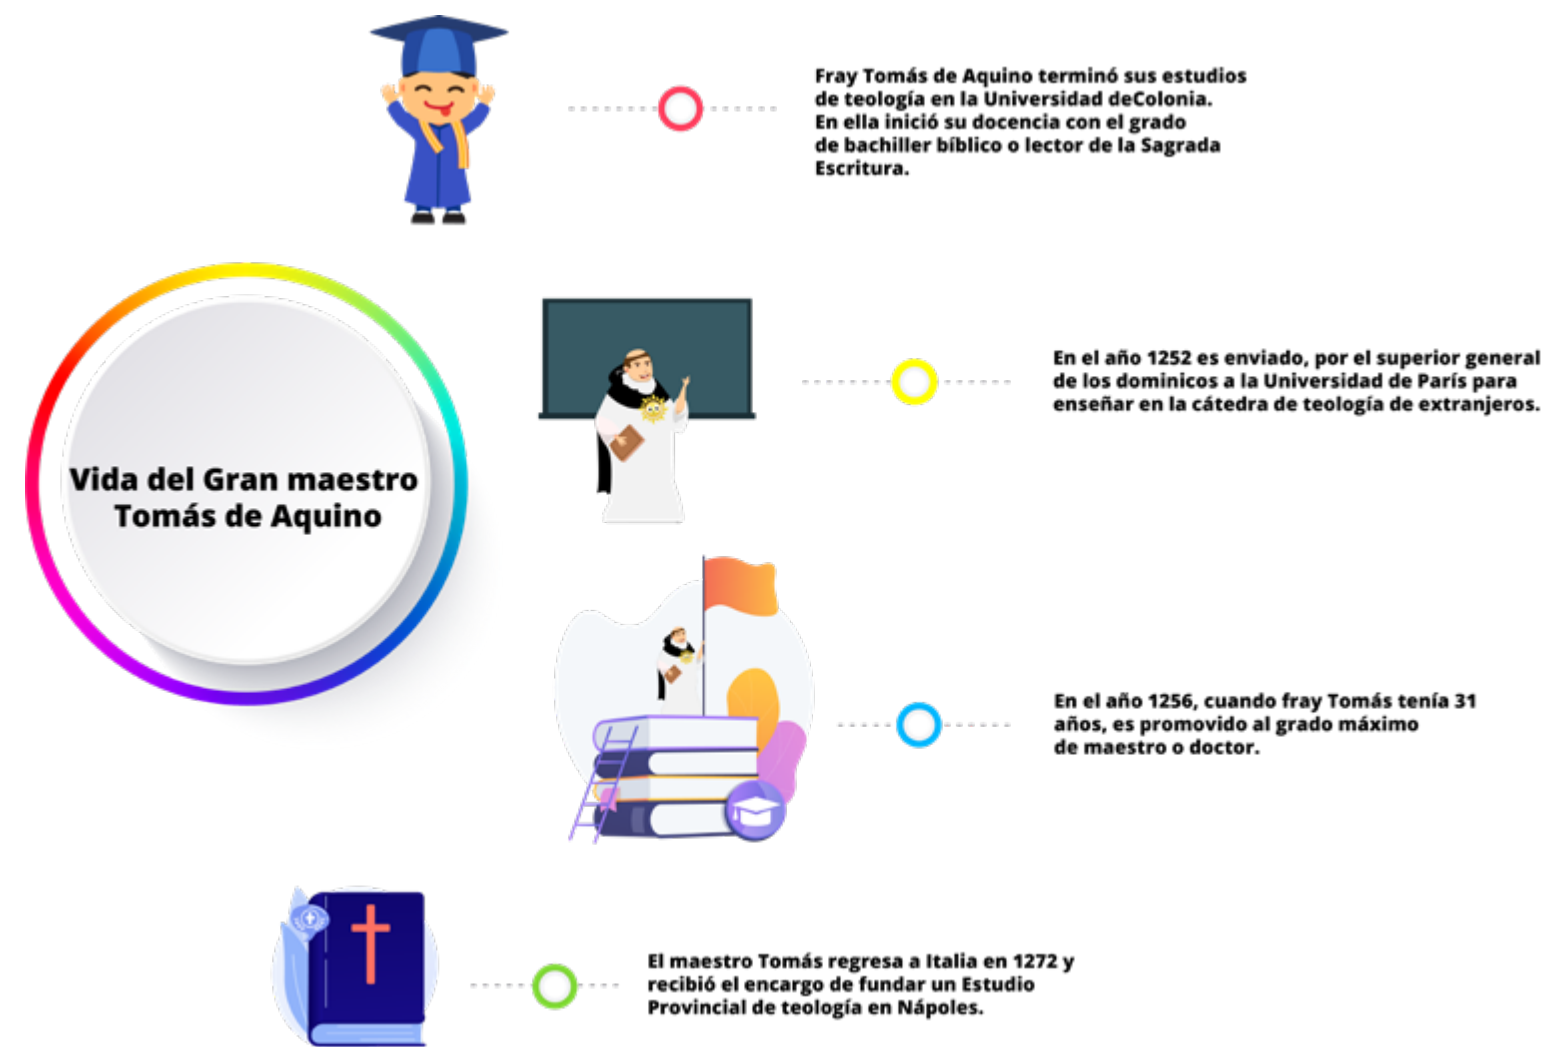 Fray Tomás de Aquino terminó sus estudios
de teología en la Universidad deColonia.
En ella inició su docencia con el grado
de bachiller bíblico o lector de la Sagrada
Escritura.
En el año 1252 es enviado, por el superior general
de los dominicos a la Universidad de París para
enseñar en la cátedra de teología de extranjeros.
Vida del Gran maestro
Tomás de Aquino
En el año 1256, cuando fray Tomás tenía 31
años, es promovido al grado máximo
de maestro o doctor.
El maestro Tomás regresa a Italia en 1272 y
recibió el encargo de fundar un Estudio
Provincial de teología en Nápoles.